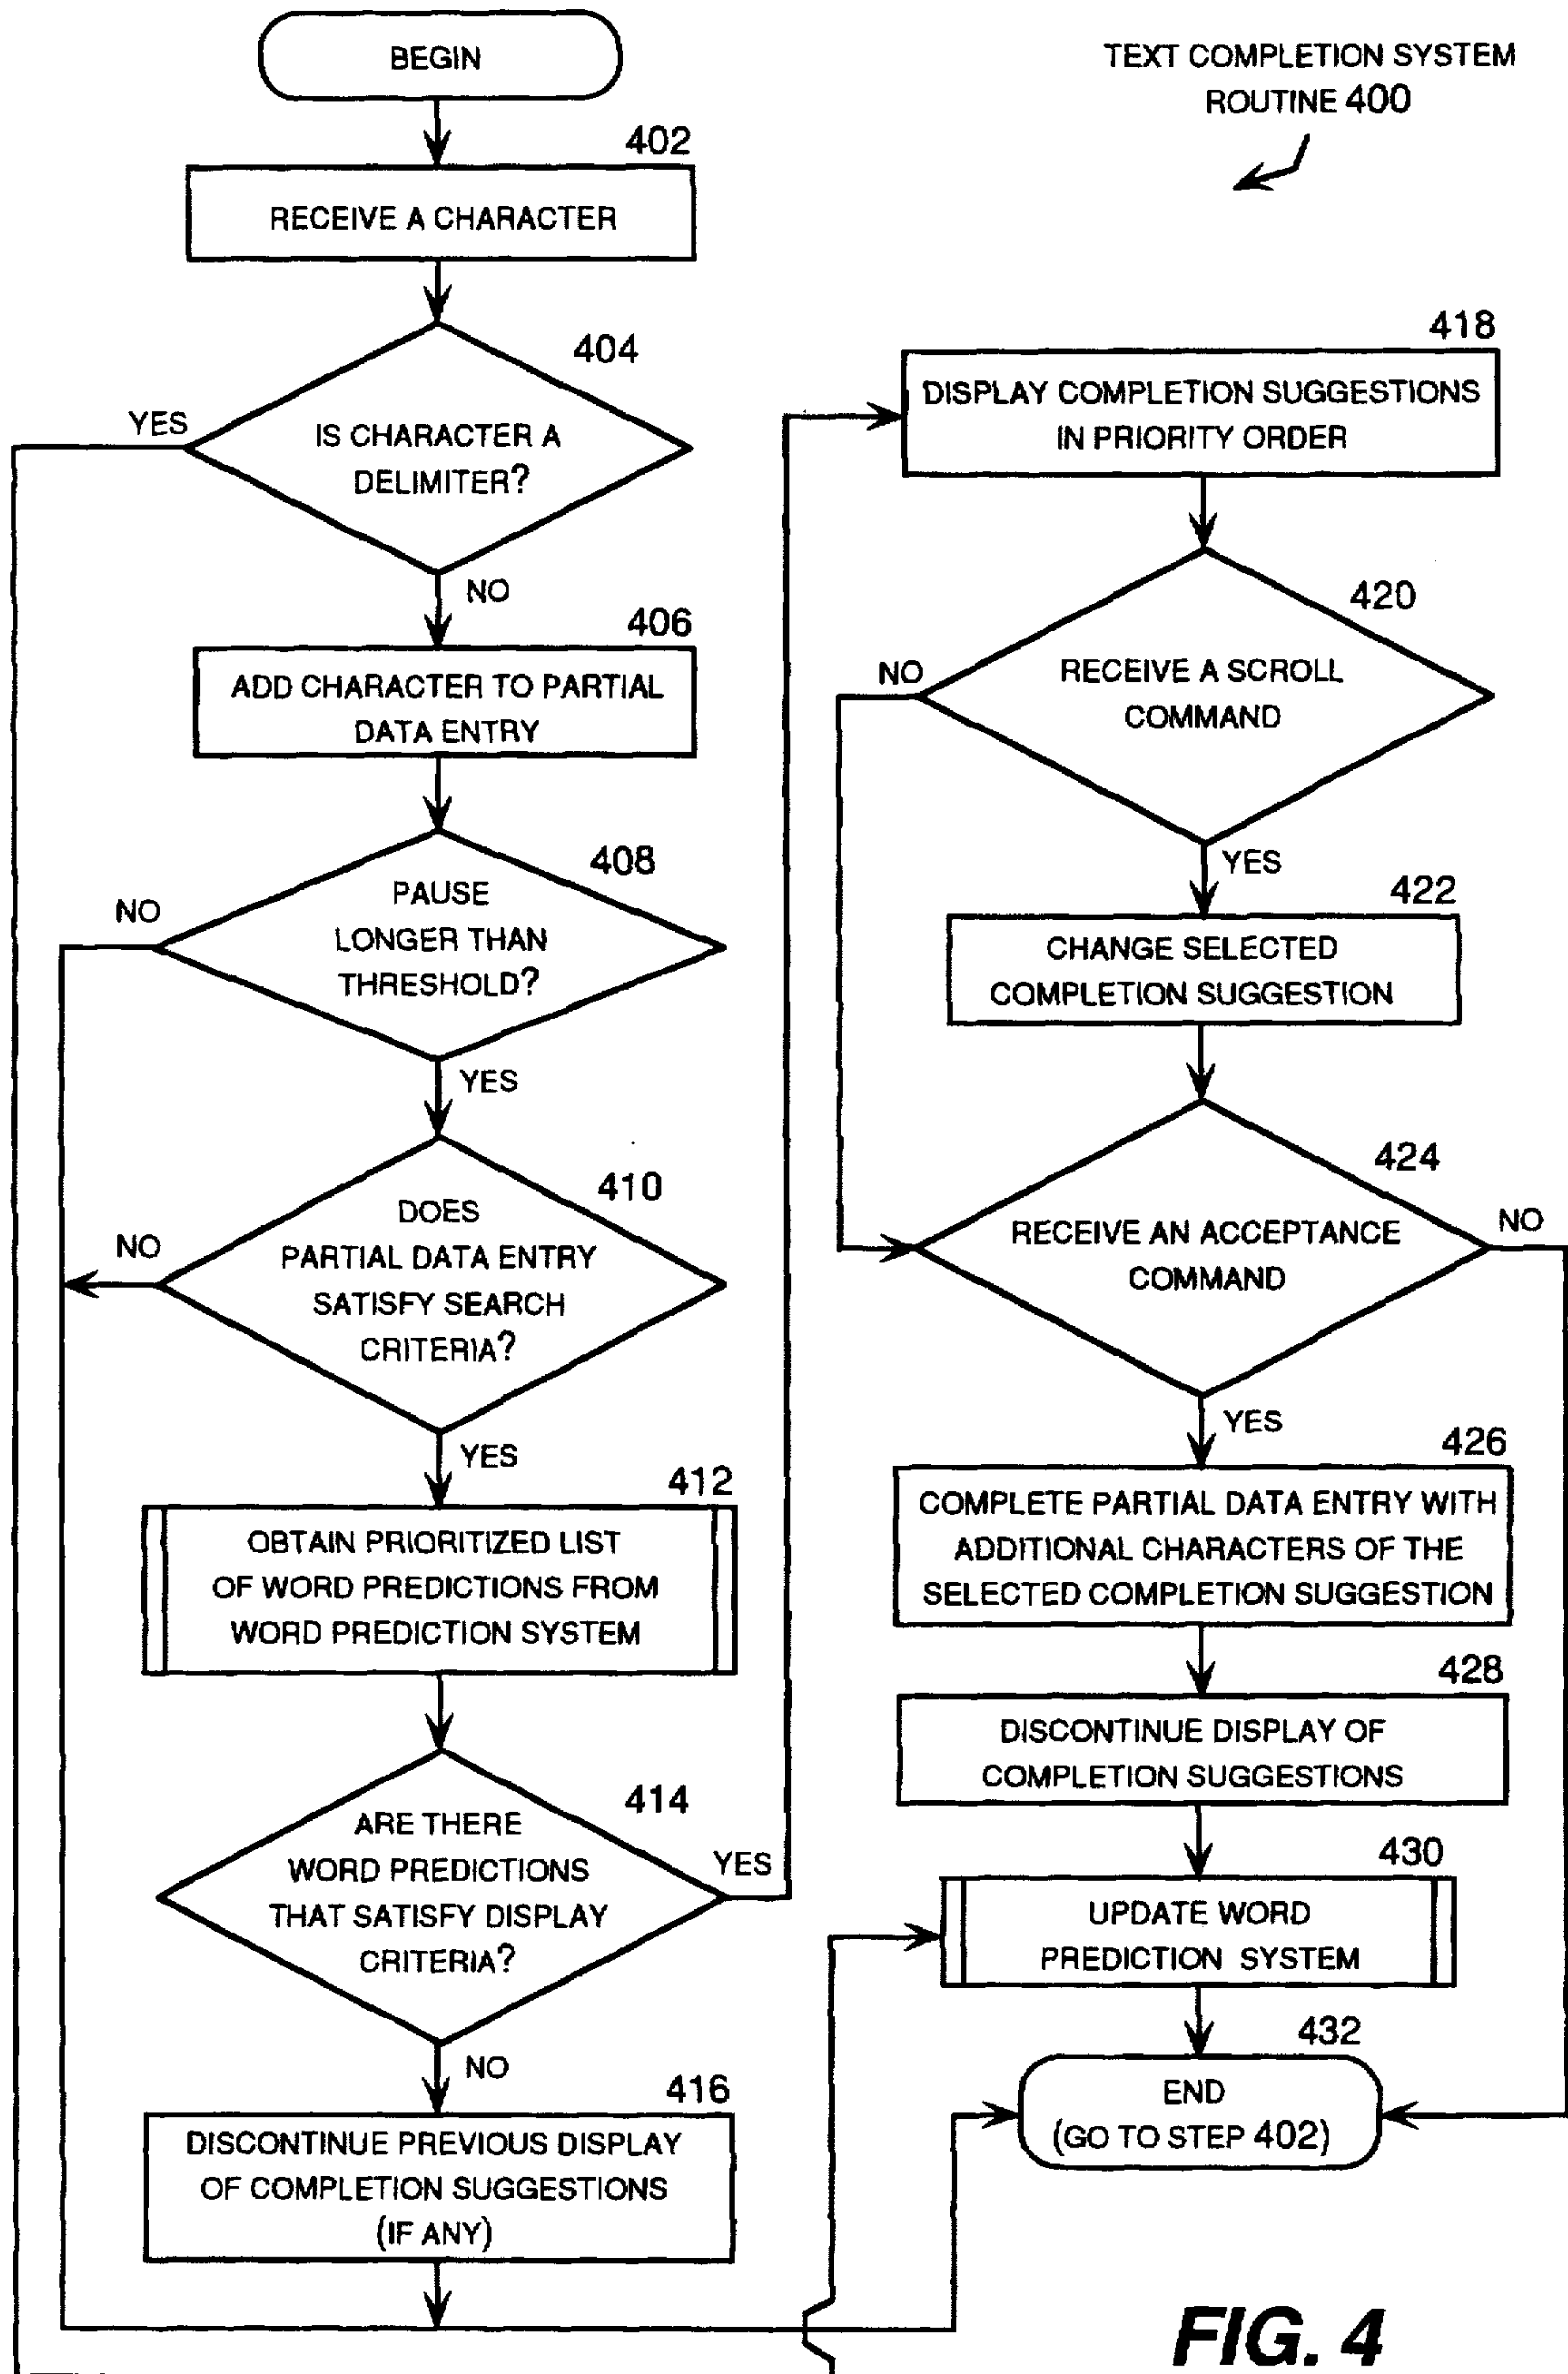 BEGIN
TEXT COMPLETION SYSTEM
ROUTINE 400
402
RECEIVE A CHARACTER
404
YES
IS CHARACTER A
DELIMITER?
NO
406
ADD CHARACTER TO PARTIAL
DATA ENTRY
408
NO
PAUSE
LONGER THAN
THRESHOLD?
YES
410
NO
DOES
PARTIAL DATA ENTRY
SATISFY SEARCH
CRITERIA?
YES
412
OBTAIN PRIORITIZED LIST
OF WORD PREDICTIONS FROM
WORD PREDICTION SYSTEM
414
ARE THERE
WORD PREDICTIONS
THAT SATISFY DISPLAY
CRITERIA?
YES
NO
416
DISCONTINUE PREVIOUS DISPLAY
OF COMPLETION SUGGESTIONS
(IF ANY)
418
DISPLAY COMPLETION SUGGESTIONS
IN PRIORITY ORDER
420
NO
RECEIVE A SCROLL
COMMAND
YES
422
CHANGE SELECTED
COMPLETION SUGGESTION
424
RECEIVE AN ACCEPTANCE
COMMAND
NO
YES
426
COMPLETE PARTIAL DATA ENTRY WITH
ADDITIONAL CHARACTERS OF THE
SELECTED COMPLETION SUGGESTION
428
DISCONTINUE DISPLAY OF
COMPLETION SUGGESTIONS
430
UPDATE WORD
PREDICTION SYSTEM
432
END
(GO TO STEP 402)
FIG. 4